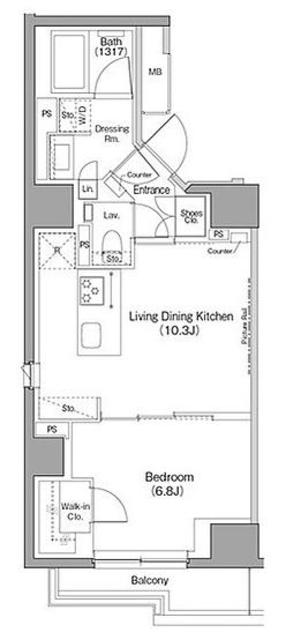 Bath
(1317)
MB
PS
Sto.
W/D
Dressing
Rm.
Counter
Lin.
Entrance
Lav.
Shoes
Clo.
PS
PS
Counter
R
Sto.
Living Dining Kitchen
(10.3J)
Picture Rail
Sto.
PS
Bedroom
(6.8J)
Walk-in
Clo.
Balcony